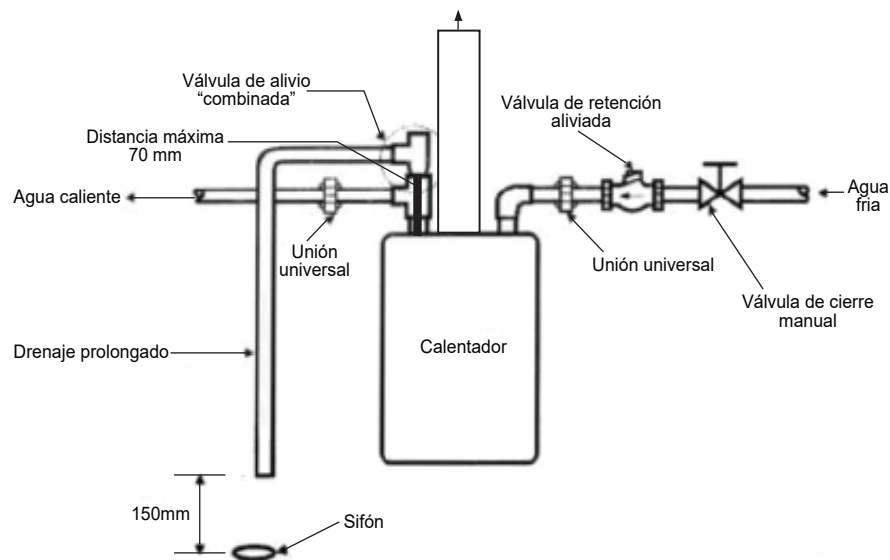 Válvula de alivio
“combinada”
Válvula de retención
aliviada
Distancia máxima
70 mm
Agua caliente
Agua
fria
Unión
universal
Unión universal
Válvula de cierre
manual
Drenaje prolongado
Calentador
150mm
Sifón